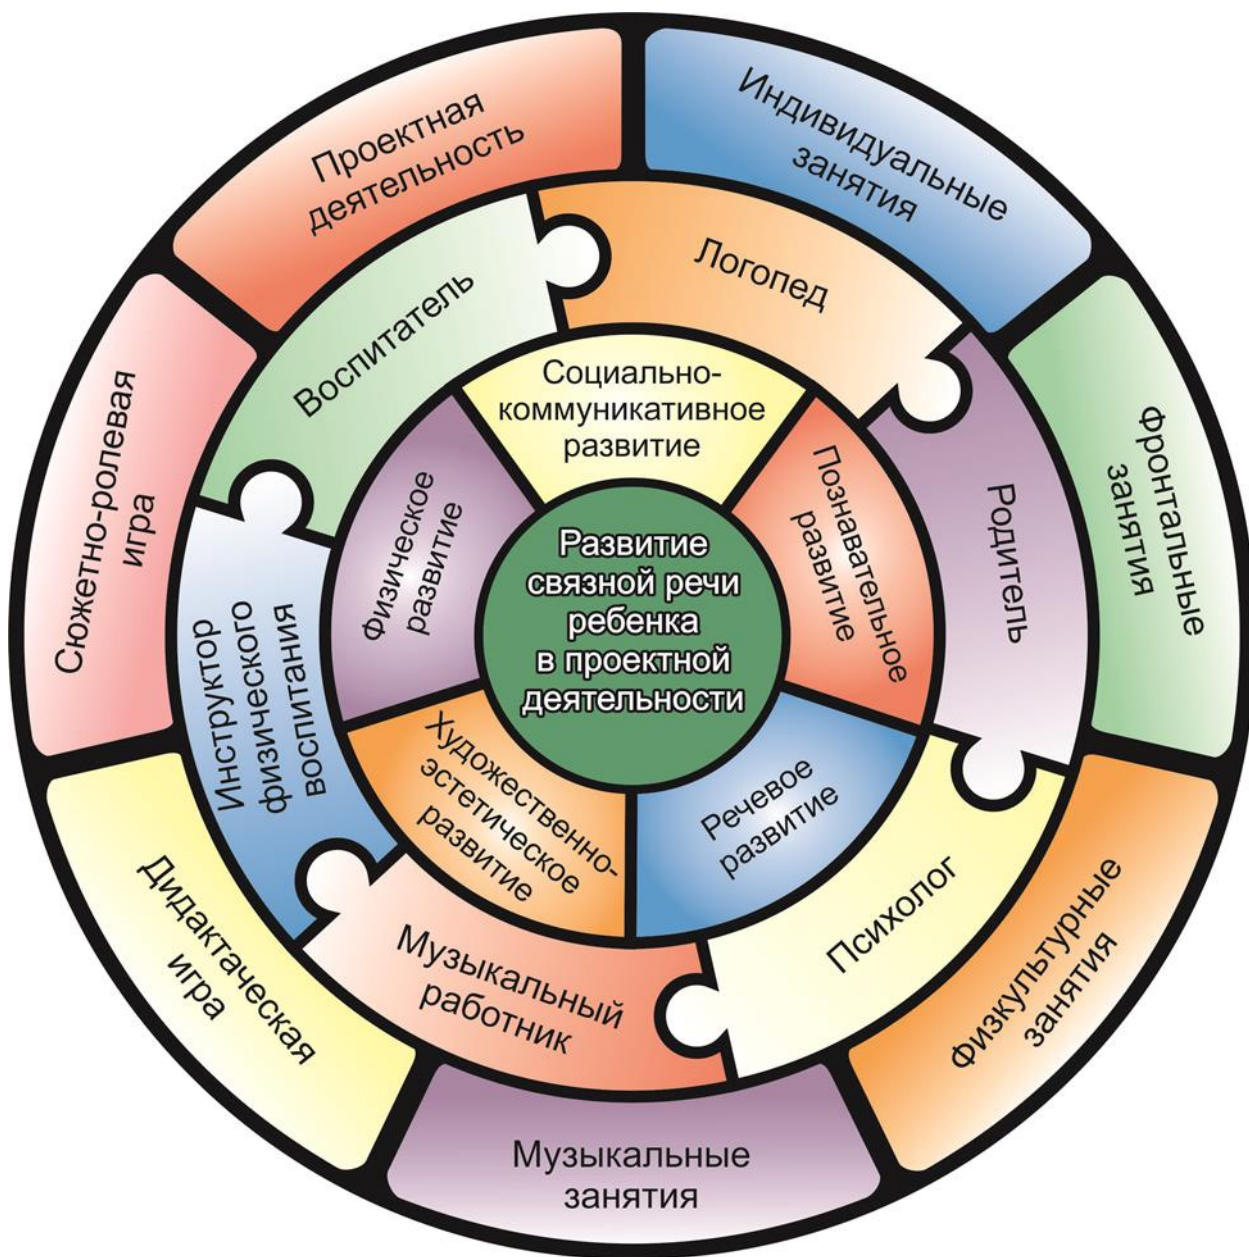 Проектная
деятельность
Индивидуальные
занятия
Фронтальные
занятия
Физкультурные
занятия
Музыкальные
занятия
Дидактаческая
игра
Сюжетно-ролевая
игра
Воспитатель
Логопед
Родитель
Психолог
Музыкальный
работник
Инструктор
физического
воспитания
Социально-
коммуникативное
развитие
Познавательное
развитие
Речевое
развитие
Художественно-
эстетическое
развитие
Физическое
развитие
Развитие
связной речи
ребенка
в проектной
деятельности